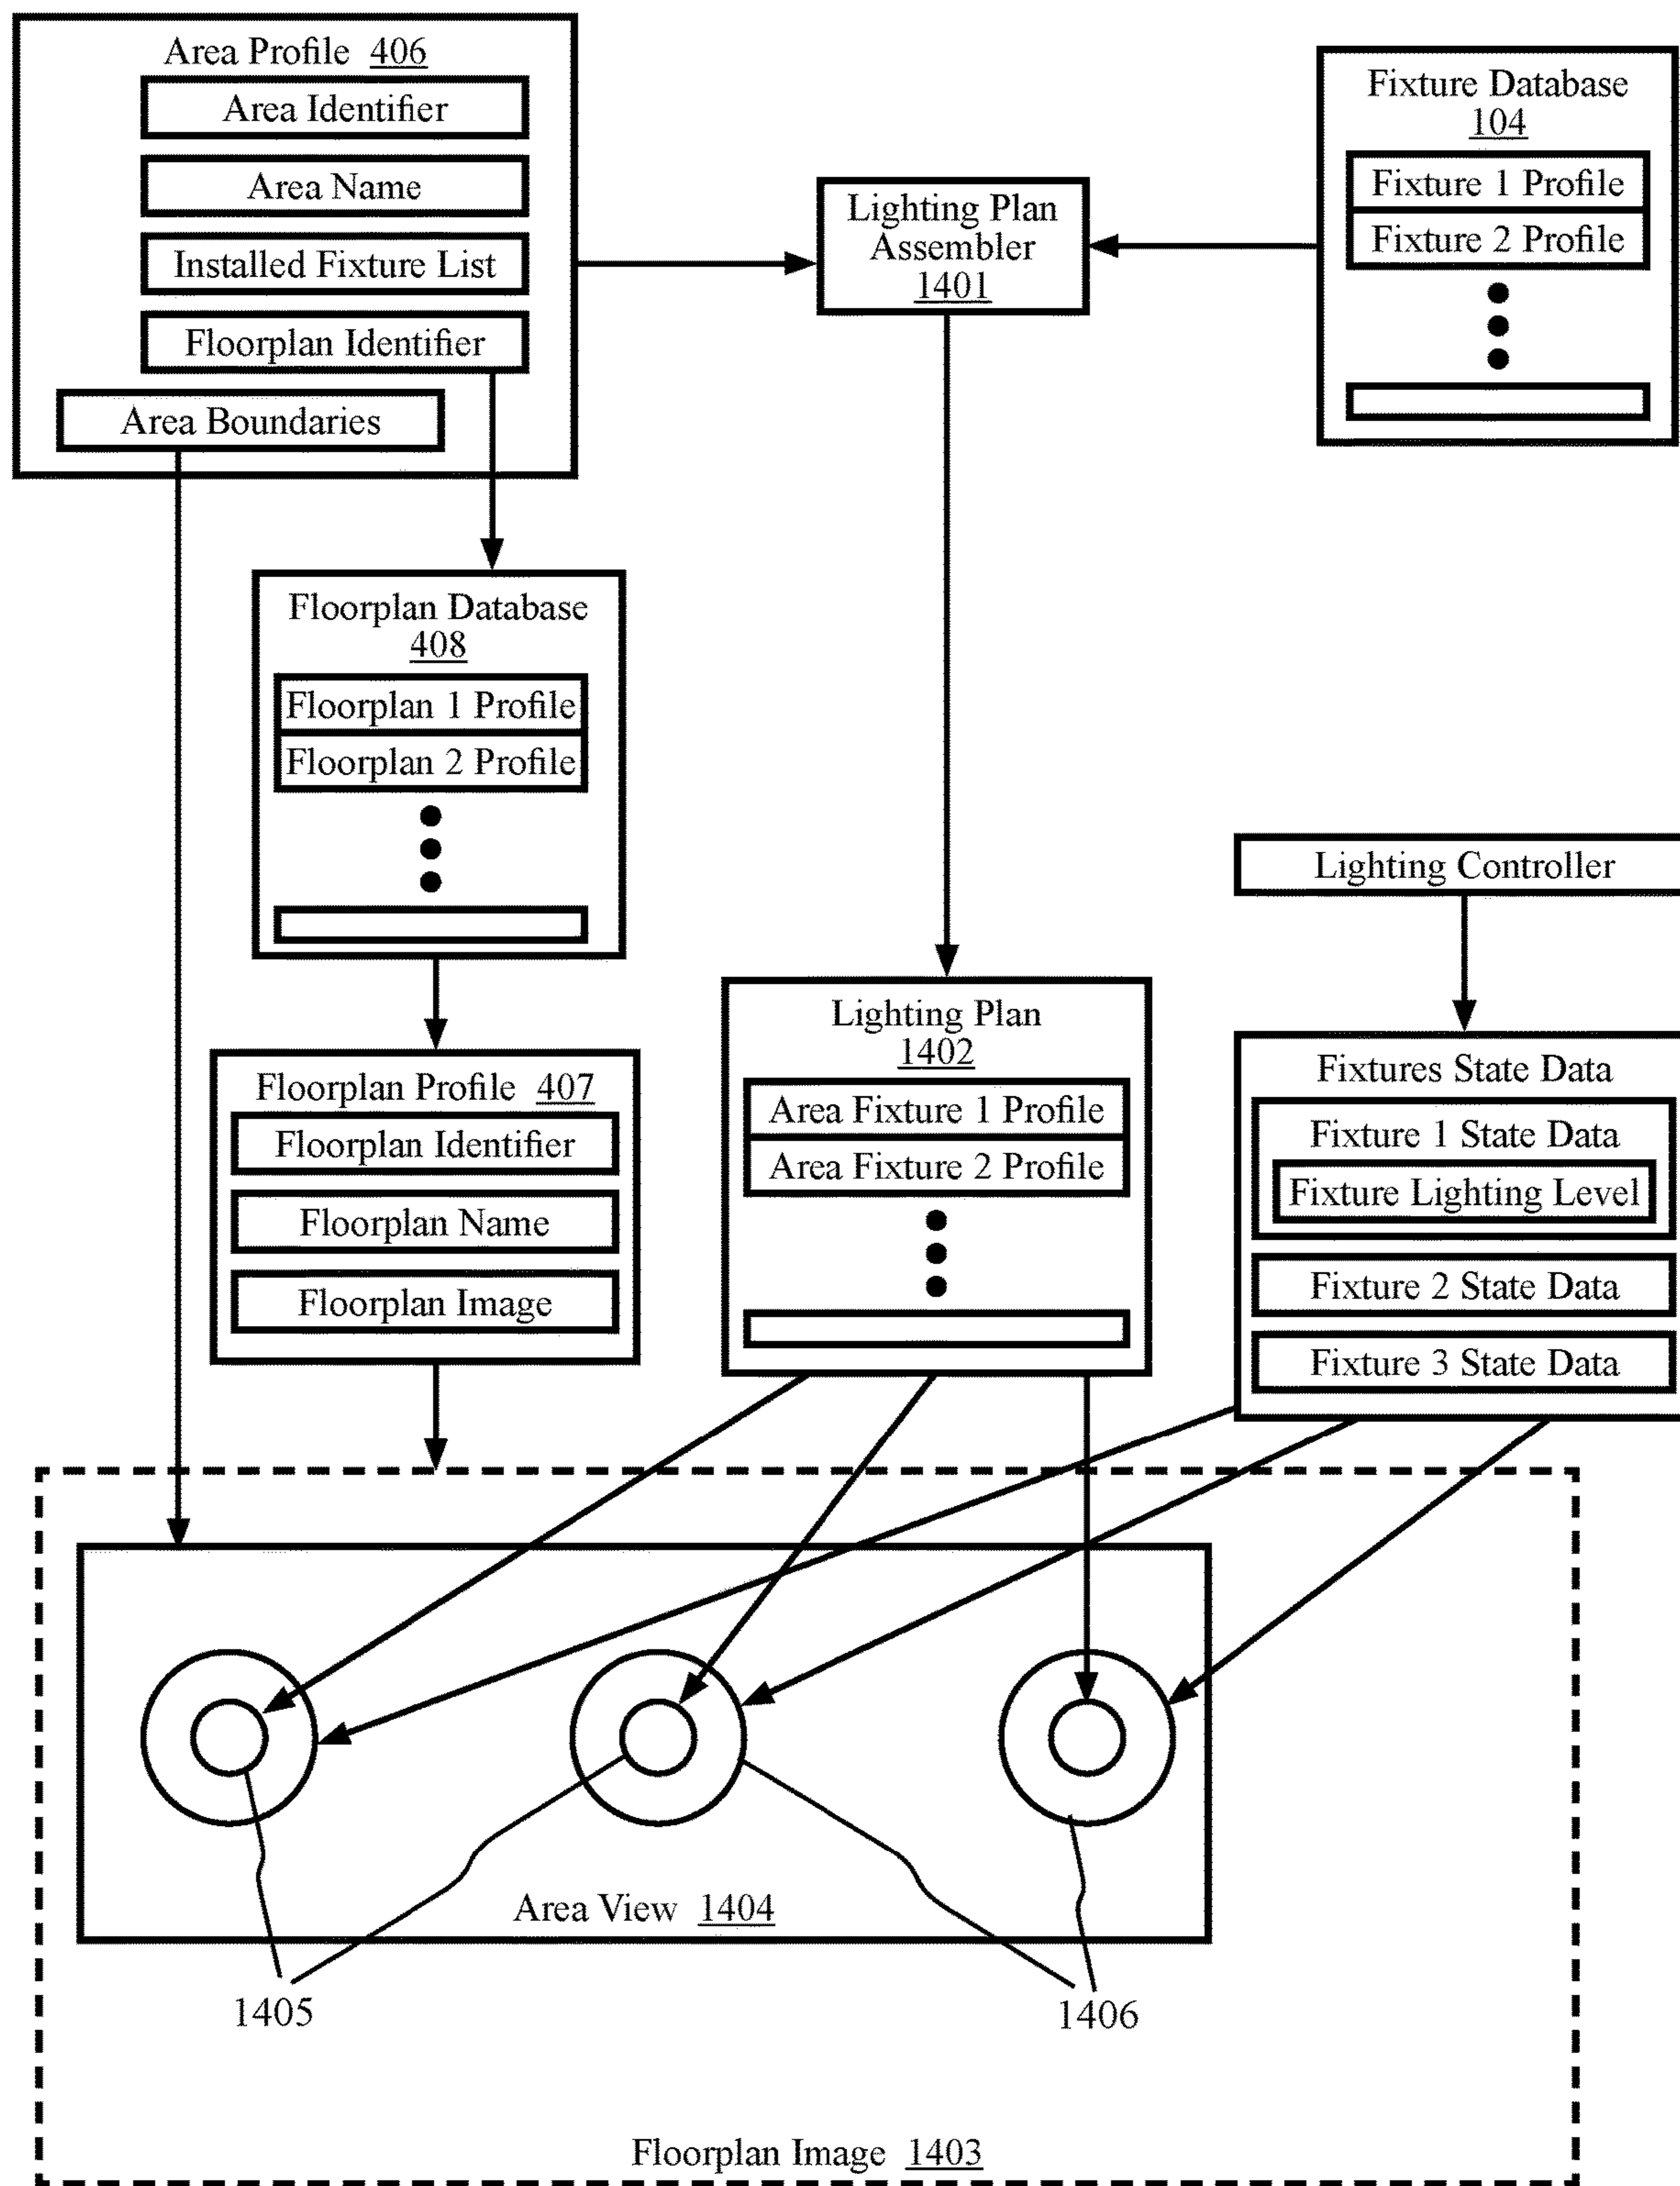 Area Profile 406
Area Identifier
Area Name
Installed Fixture List
Floorplan Identifier
Area Boundaries
Lighting Plan
Assembler
1401
Fixture Database
104
Fixture 1 Profile
Fixture 2 Profile
Floorplan Database
408
Floorplan 1 Profile
Floorplan 2 Profile
Lighting Controller
Floorplan Profile 407
Floorplan Identifier
Floorplan Name
Floorplan Image
Lighting Plan
1402
Area Fixture 1 Profile
Area Fixture 2 Profile
Fixtures State Data
Fixture 1 State Data
Fixture Lighting Level
Fixture 2 State Data
Fixture 3 State Data
Area View 1404
1405
1406
Floorplan Image 1403